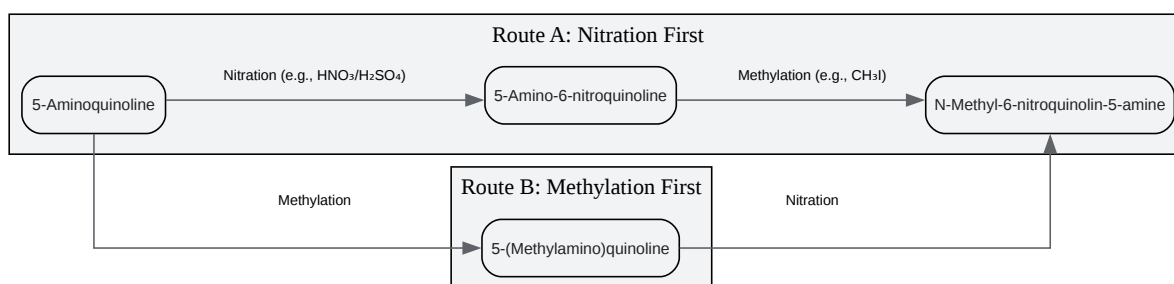 Route A: Nitration First
Nitration (e.g., HNO₃/H₂SO₄)
Methylation (e.g., CH₃I)
5-Aminoquinoline
5-Amino-6-nitroquinoline
N-Methyl-6-nitroquinolin-5-amine
Route B: Methylation First
Methylation
Nitration
5-(Methylamino)quinoline